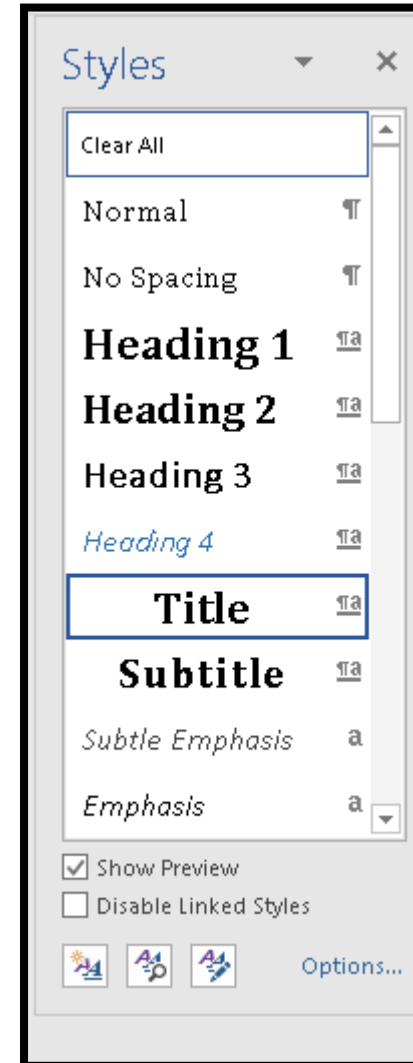 Styles
Clear All
Normal ¶
No Spacing ¶
Heading 1 ¶a
Heading 2 ¶a
Heading 3 ¶a
Heading 4 ¶a
Title ¶a
Subtitle ¶a
Subtle Emphasis a
Emphasis a
Show Preview
Disable Linked Styles
Options...